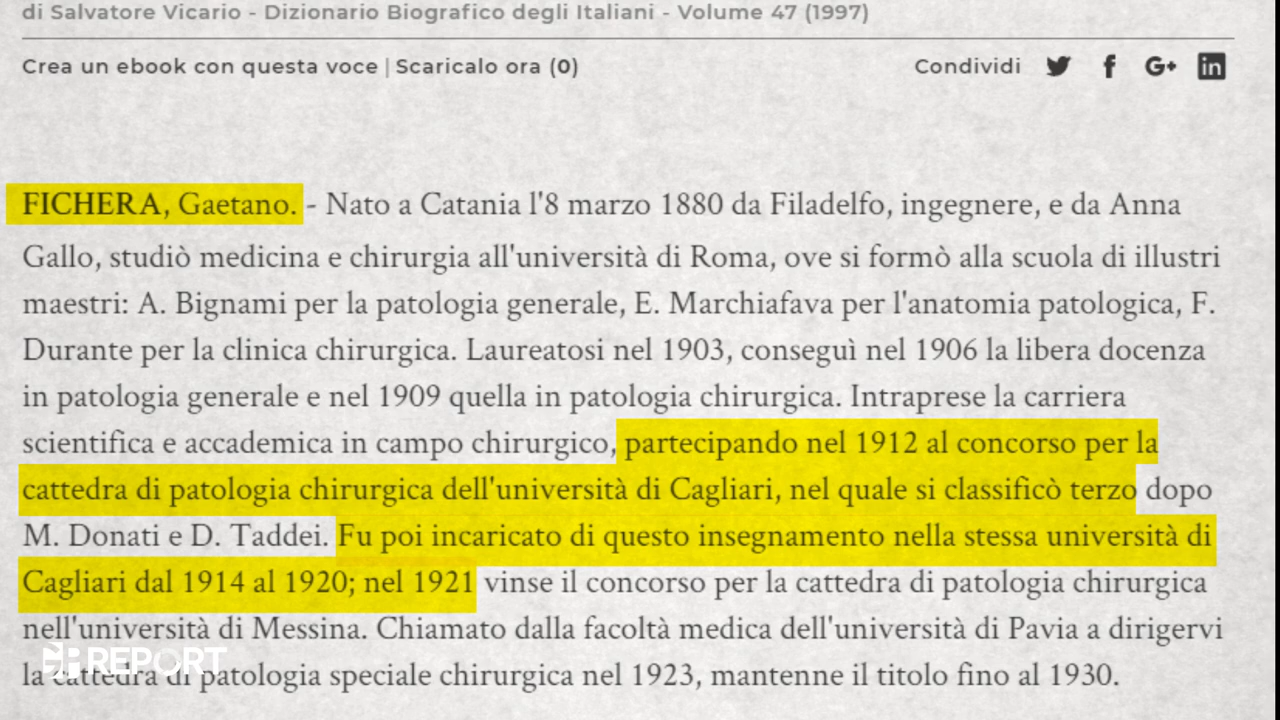 di Salvatore Vicario - Dizionario Biografico degli Italiani - Volume 47 (1997)
Crea un ebook con questa voce | Scaricalo ora (0)
Condividi
FICHERA, Gaetano. - Nato a Catania l'8 marzo 1880 da Filadelfo, ingegnere, e da Anna
Gallo, studiò medicina e chirurgia all'università di Roma, ove si formò alla scuola di illustri
maestri: A. Bignami per la patologia generale, E. Marchiafava per l'anatomia patologica, F.
Durante per la clinica chirurgica. Laureatosi nel 1903, conseguì nel 1906 la libera docenza
in patologia generale e nel 1909 quella in patologia chirurgica. Intraprese la carriera
scientifica e accademica in campo chirurgico, partecipando nel 1912 al concorso per la
cattedra di patologia chirurgica dell'università di Cagliari, nel quale si classificò terzo dopo
M. Donati e D. Taddei. Fu poi incaricato di questo insegnamento nella stessa università di
Cagliari dal 1914 al 1920; nel 1921 vinse il concorso per la cattedra di patologia chirurgica
nell'università di Messina. Chiamato dalla facoltà medica dell'università di Pavia a dirigervi
la cattedra di patologia speciale chirurgica nel 1923, mantenne il titolo fino al 1930.
REPORT